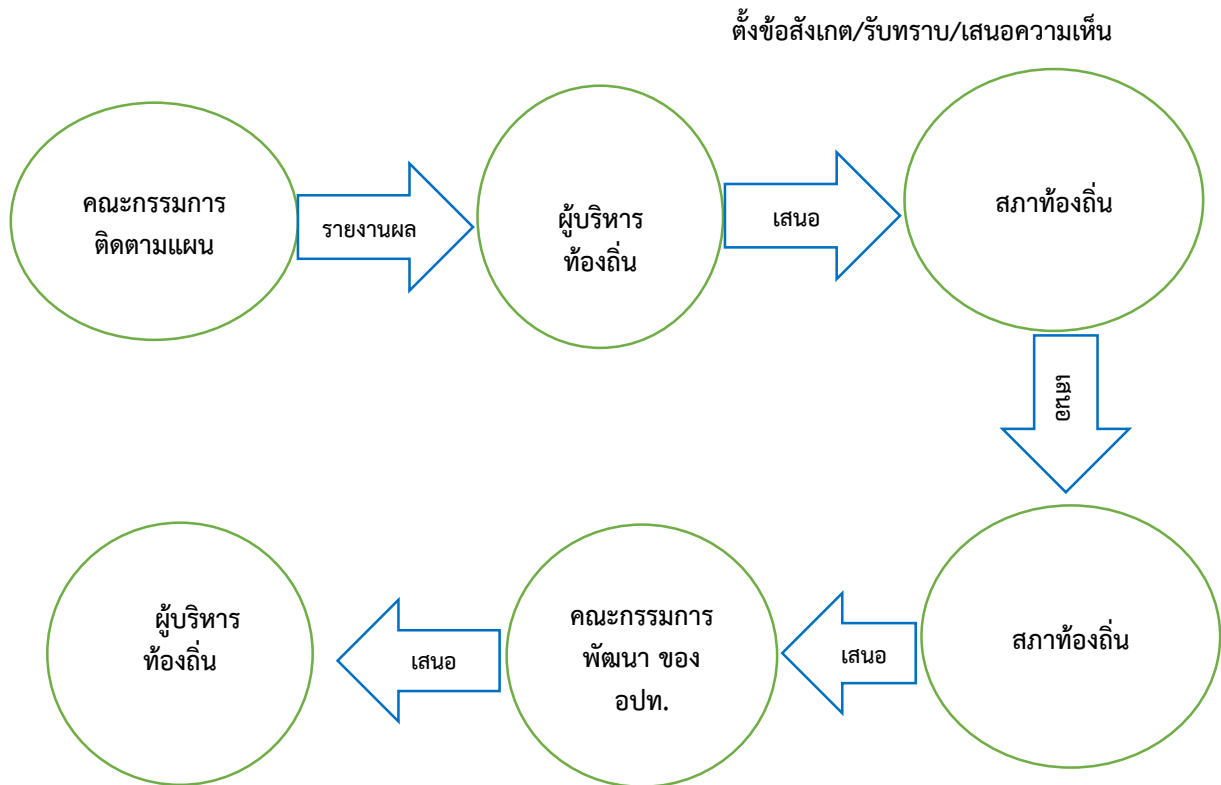 ตั้งข้อสังเกต/รับทราบ/เสนอความเห็น
คณะกรรมการ
ติดตามแผน
รายงานผล
ผู้บริหาร
ท้องถิ่น
เสนอ
สภาท้องถิ่น
เสนอ
สภาท้องถิ่น
เสนอ
คณะกรรมการ
พัฒนา ของ
อปท.
เสนอ
ผู้บริหาร
ท้องถิ่น